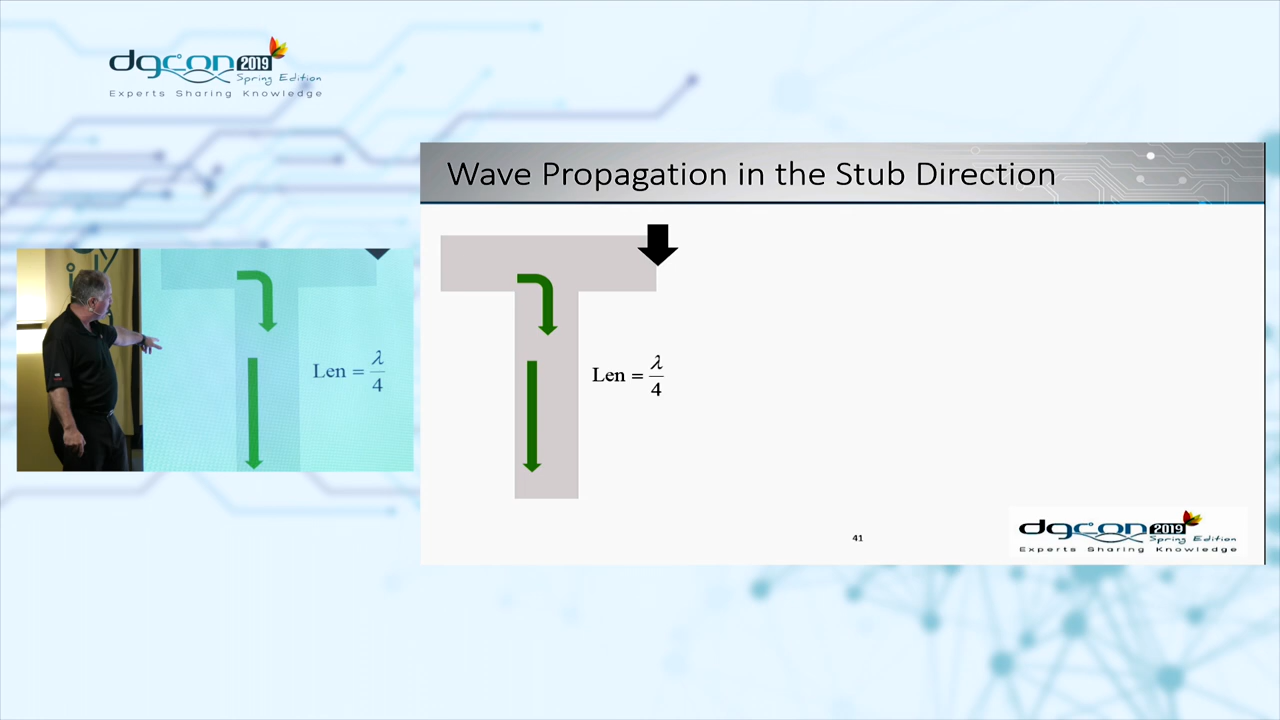 dgcon 2019
Spring Edition
Experts Sharing Knowledge
Wave Propagation in the Stub Direction
Len = λ/4
Len = λ/4
41
dgcon 2019
Spring Edition
Experts Sharing Knowledge